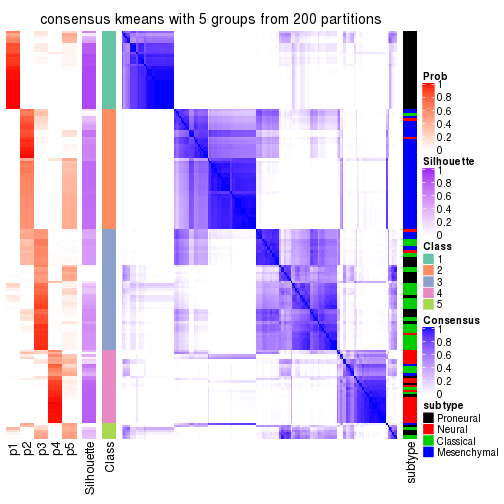 consensus kmeans with 5 groups from 200 partitions
Prob
1
0.8
0.6
0.4
0.2
0
Silhouette
1
0.8
0.6
0.4
0.2
0
Class
1
2
3
4
5
Consensus
1
0.8
0.6
0.4
0.2
0
subtype
Proneural
Neural
Classical
Mesenchymal
p1
p2
p3
p4
p5
Silhouette
Class
subtype